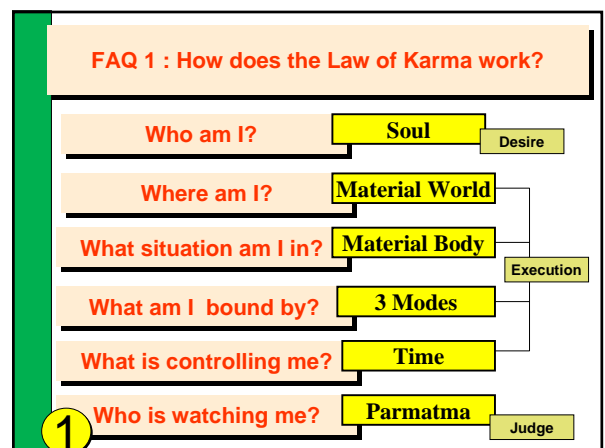 FAQ 1 : How does the Law of Karma work?
Who am I? Soul
Desire
Where am I? Material World
What situation am I in? Material Body
Execution
What am I bound by? 3 Modes
What is controlling me? Time
Who is watching me? Parmatma
1
Judge